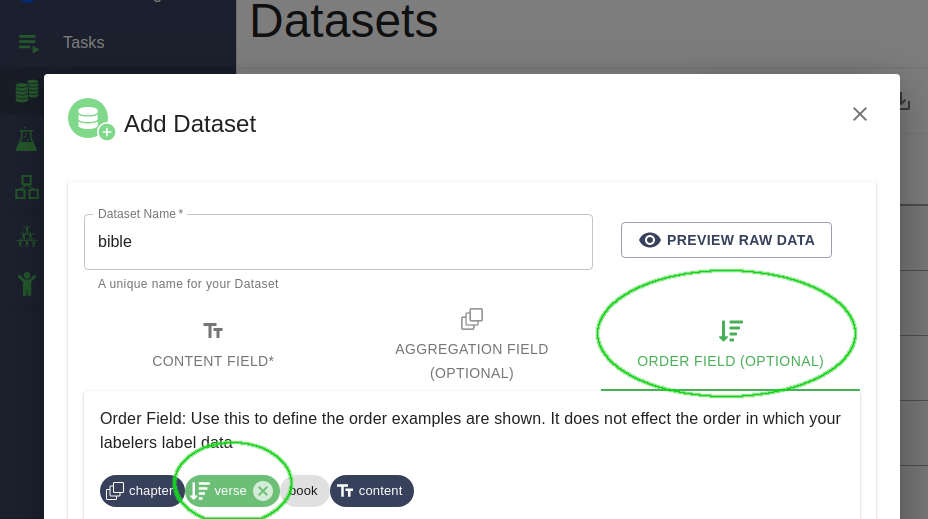 Datasets
Tasks
Add Dataset
Dataset Name *
bible
PREVIEW RAW DATA
A unique name for your Dataset
CONTENT FIELD*
AGGREGATION FIELD
(OPTIONAL)
ORDER FIELD (OPTIONAL)
Order Field: Use this to define the order examples are shown. It does not effect the order in which your
labelers label data
chapter verse book content